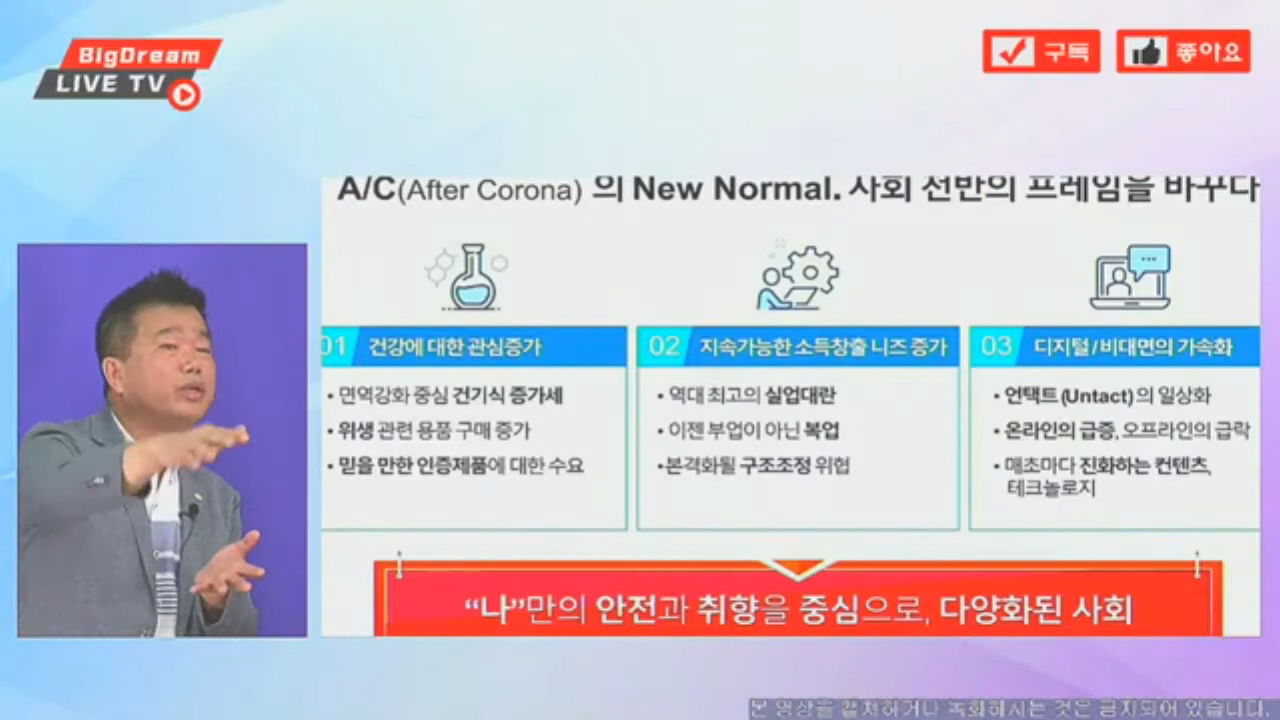 BIgDream
LIVE TV
구독
좋아요
A/C(After Corona) 의 New Normal. 사회 전반의 프레임을 바꾸다
01 건강에 대한 관심증가
• 면역강화 중심 건기식 증가세
• 위생 관련 용품 구매 증가
• 믿을 만한 인증제품에 대한 수요
02 지속가능한 소득창출 니즈 증가
• 역대 최고의 실업대란
• 이젠 부업이 아닌 복업
• 본격화될 구조조정 위협
03 디지털/비대면의 가속화
• 언택트(Untact)의 일상화
• 온라인의 급증, 오프라인의 급락
• 매초마다 진화하는 컨텐츠,
테크놀로지
“나”만의 안전과 취향을 중심으로, 다양화된 사회
본 영상을 캡쳐하거나 녹화하시는 것은 금지되어 있습니다.